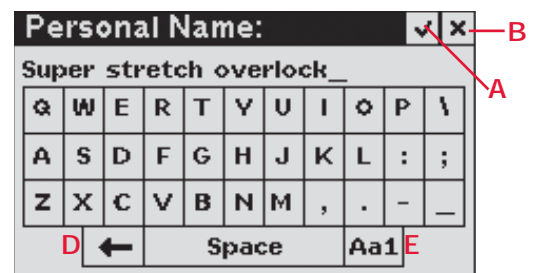 Personal Name: ✓ × B
Super stretch overlock_
A
Q W E R T Y U I O P \
A S D F G H J K L : ;
Z X C V B N M , . - _
D ← Space Aa1 E